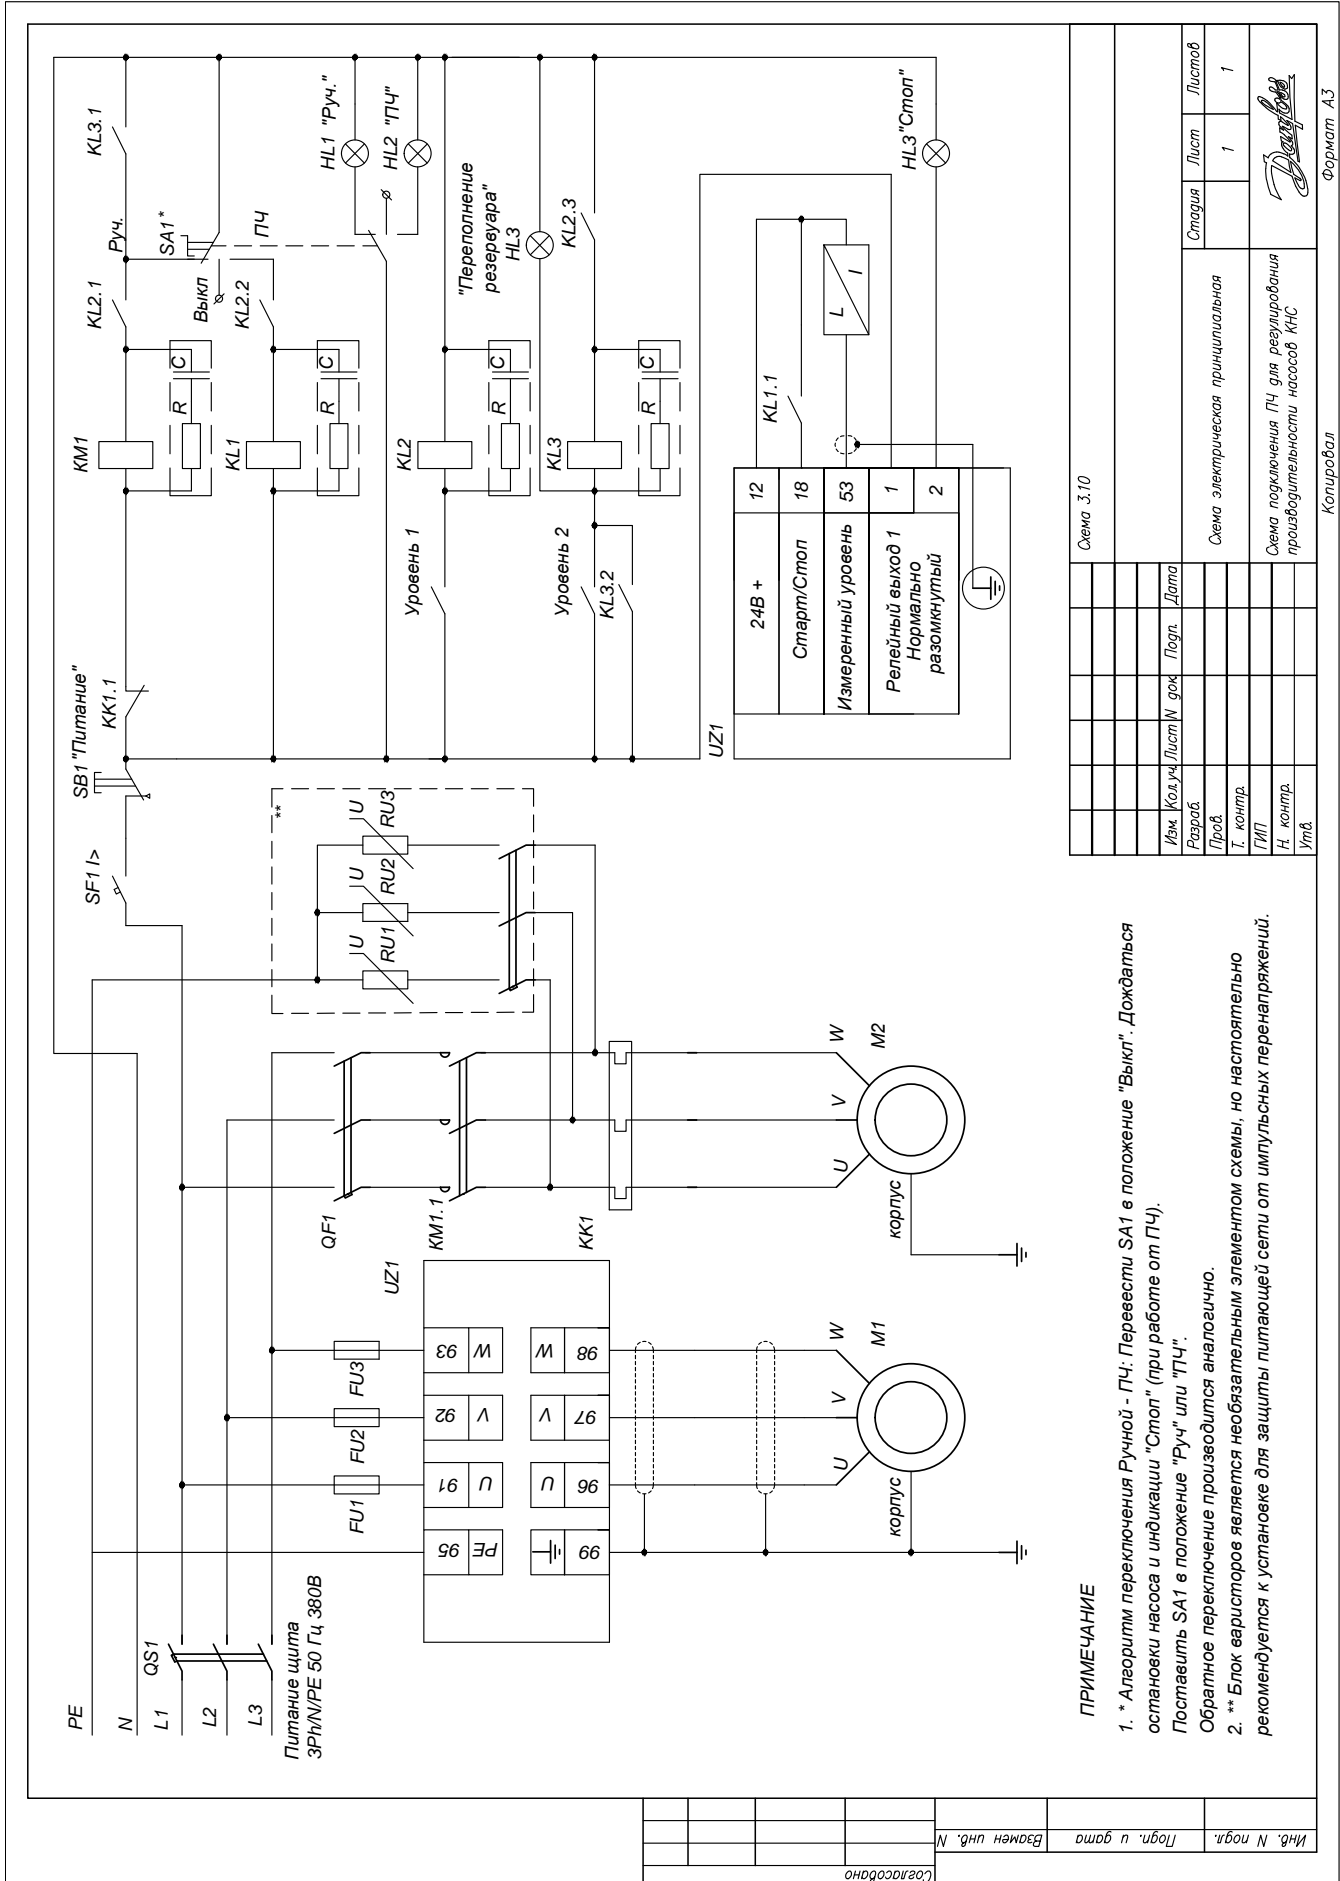 PE
N
L1
L2
L3
QS1
Питание щита
3Ph/N/PE 50 Гц 380В
FU1
FU2
FU3
UZ1
95
91
92
93
PE
U
V
W
U
V
W
99
96
97
98
U
V
W
M1
корпус
QF1
KM1.1
KK1
U
V
W
M2
корпус
**
U
U
U
RU1
RU2
RU3
SF1 I>
SB1 "Питание"
KK1.1
KM1
R
C
KL2.1
Руч.
KL3.1
SA1*
Выкл
ПЧ
KL1
R
C
KL2.2
HL1 "Руч."
HL2 "ПЧ"
Уровень 1
KL2
R
C
"Переполнение
резервуара"
HL3
Уровень 2
KL3.2
KL3
R
C
KL2.3
UZ1
24В +
12
Старт/Стоп
18
Измеренный уровень
53
Релейный выход 1
Нормально
разомкнутый
1
2
KL1.1
L
I
HL3"Стоп"
ПРИМЕЧАНИЕ
1. * Алгоритм переключения Ручной - ПЧ: Перевести SA1 в положение "Выкл". Дождаться
остановки насоса и индикации "Стоп" (при работе от ПЧ).
Поставить SA1 в положение "Руч" или "ПЧ".
Обратное переключение производится аналогично.
2. ** Блок варисторов является необязательным элементом схемы, но настоятельно
рекомендуется к установке для защиты питающей сети от импульсных перенапряжений.
Схема 3.10
Изм. Кол.уч. Лист N док. Подп. Дата
Разраб.
Пров.
Т. контр.
ГИП
Н. контр.
Утв.
Схема электрическая принципиальная
Стадия Лист Листов
1 1
Схема подключения ПЧ для регулирования
производительности насосов КНС
Danfoss
Копировал
Формат А3
Согласовано
Взамен инв. N
Подп. и дата
Инв. N подл.